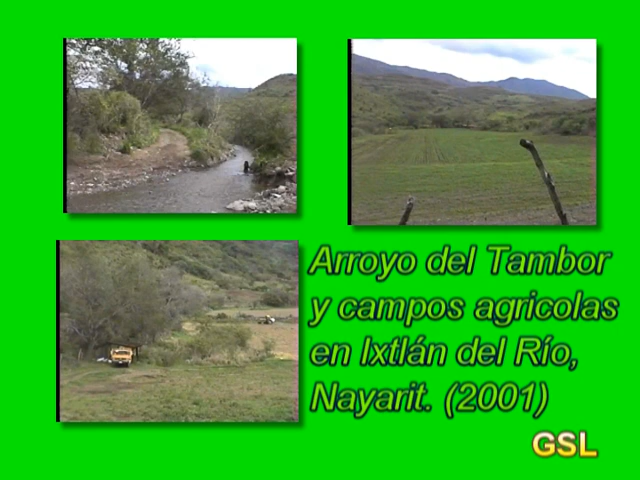 Arroyo del Tambor
y campos agricolas
en Ixtlán del Río,
Nayarit. (2001)
GSL